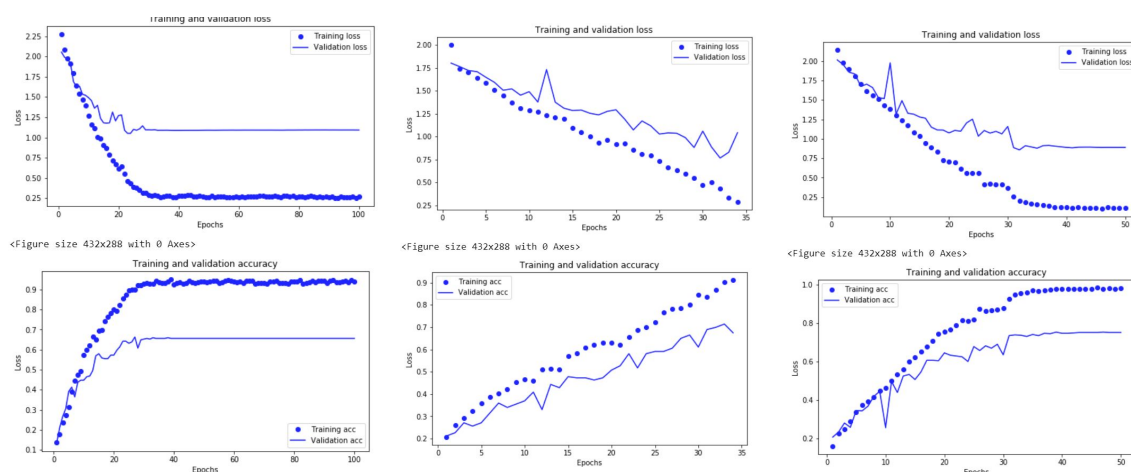 Training and validation loss
2.25
2.00
1.75
1.50
1.25
1.00
0.75
0.50
0.25
Loss
Training loss
Validation loss
0
20
40
60
80
100
Epochs
<Figure size 432x288 with 0 Axes>
Training and validation loss
2.00
1.75
1.50
1.25
1.00
0.75
0.50
0.25
Loss
Training loss
Validation loss
0
5
10
15
20
25
30
35
Epochs
<Figure size 432x288 with 0 Axes>
Training and validation loss
2.00
1.75
1.50
1.25
1.00
0.75
0.50
0.25
Loss
Training loss
Validation loss
0
10
20
30
40
50
Epochs
<Figure size 432x288 with 0 Axes>
Training and validation accuracy
0.9
0.8
0.7
0.6
0.5
0.4
0.3
0.2
0.1
Loss
Training acc
Validation acc
0
20
40
60
80
100
Epochs
Training and validation accuracy
0.9
0.8
0.7
0.6
0.5
0.4
0.3
0.2
Loss
Training acc
Validation acc
0
5
10
15
20
25
30
35
Epochs
Training and validation accuracy
1.0
0.8
0.6
0.4
0.2
Loss
Training acc
Validation acc
0
10
20
30
40
50
Epochs